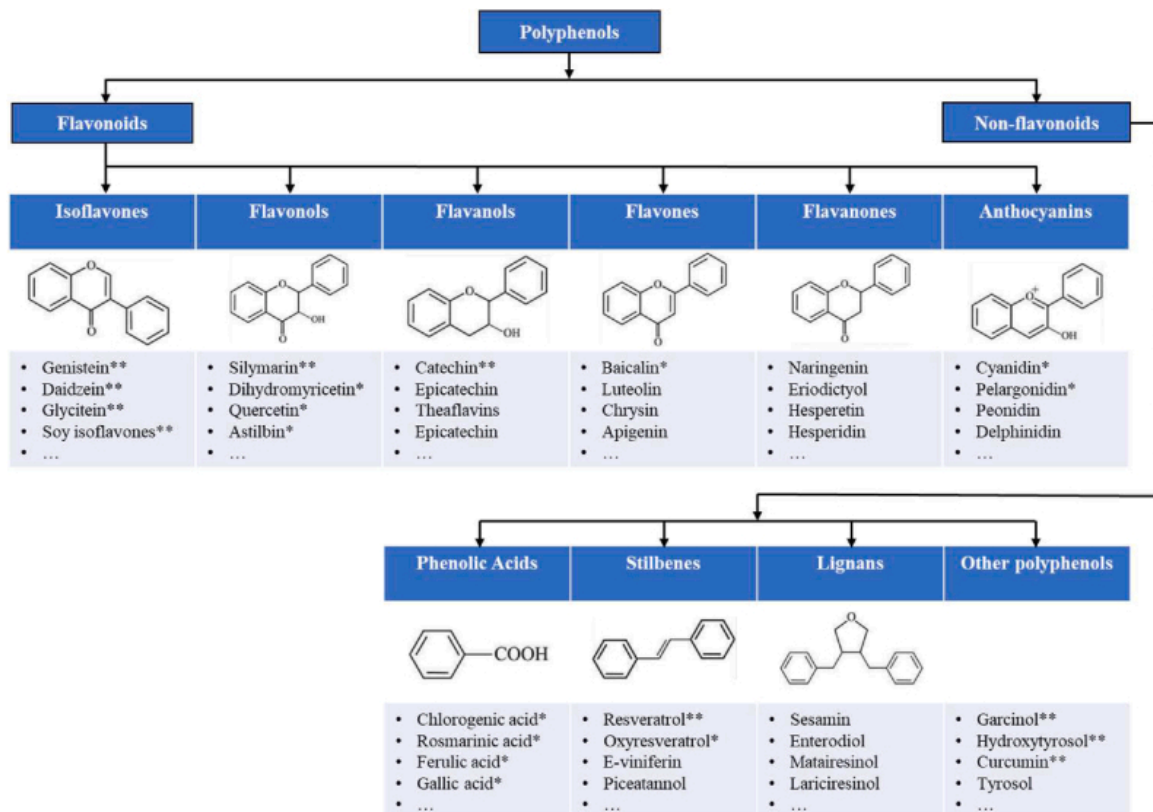 Polyphenols
Flavonoids
Non-flavonoids
Isoflavones
Flavonols
Flavanols
Flavones
Flavanones
Anthocyanins
O
O
O
OH
O
O
OH
O
O
O
O
O+
OH
• Genistein**
• Daidzein**
• Glycitein**
• Soy isoflavones**
• …
• Silymarin**
• Dihydromyricetin*
• Quercetin*
• Astilbin*
• …
• Catechin**
• Epicatechin
• Theaflavins
• Epicatechin
• …
• Baicalin*
• Luteolin
• Chrysin
• Apigenin
• …
• Naringenin
• Eriodictyol
• Hesperetin
• Hesperidin
• …
• Cyanidin*
• Pelargonidin*
• Peonidin
• Delphinidin
• …
Phenolic Acids
Stilbenes
Lignans
Other polyphenols
COOH
O
• Chlorogenic acid*
• Rosmarinic acid*
• Ferulic acid*
• Gallic acid*
• …
• Resveratrol**
• Oxyresveratrol*
• E-viniferin
• Piceatannol
• …
• Sesamin
• Enterodiol
• Matairesinol
• Lariciresinol
• …
• Garcinol**
• Hydroxytyrosol**
• Curcumin**
• Tyrosol
• …